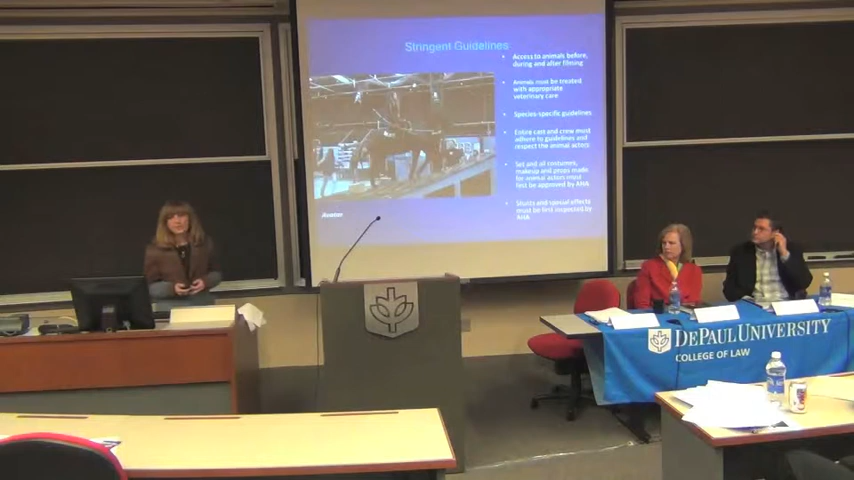 Stringent Guidelines
• Access to animals before,
during and after filming
• Animals must be treated
with appropriate
veterinary care
• Species-specific guidelines
• Entire cast and crew must
adhere to guidelines and
respect the animal actors
• Set and all costumes,
makeup and props made
for animal actors must
first be approved by AHA
• Stunts and special effects
must be first inspected by
AHA
Avatar
DEPAUL UNIVERSITY
COLLEGE OF LAW